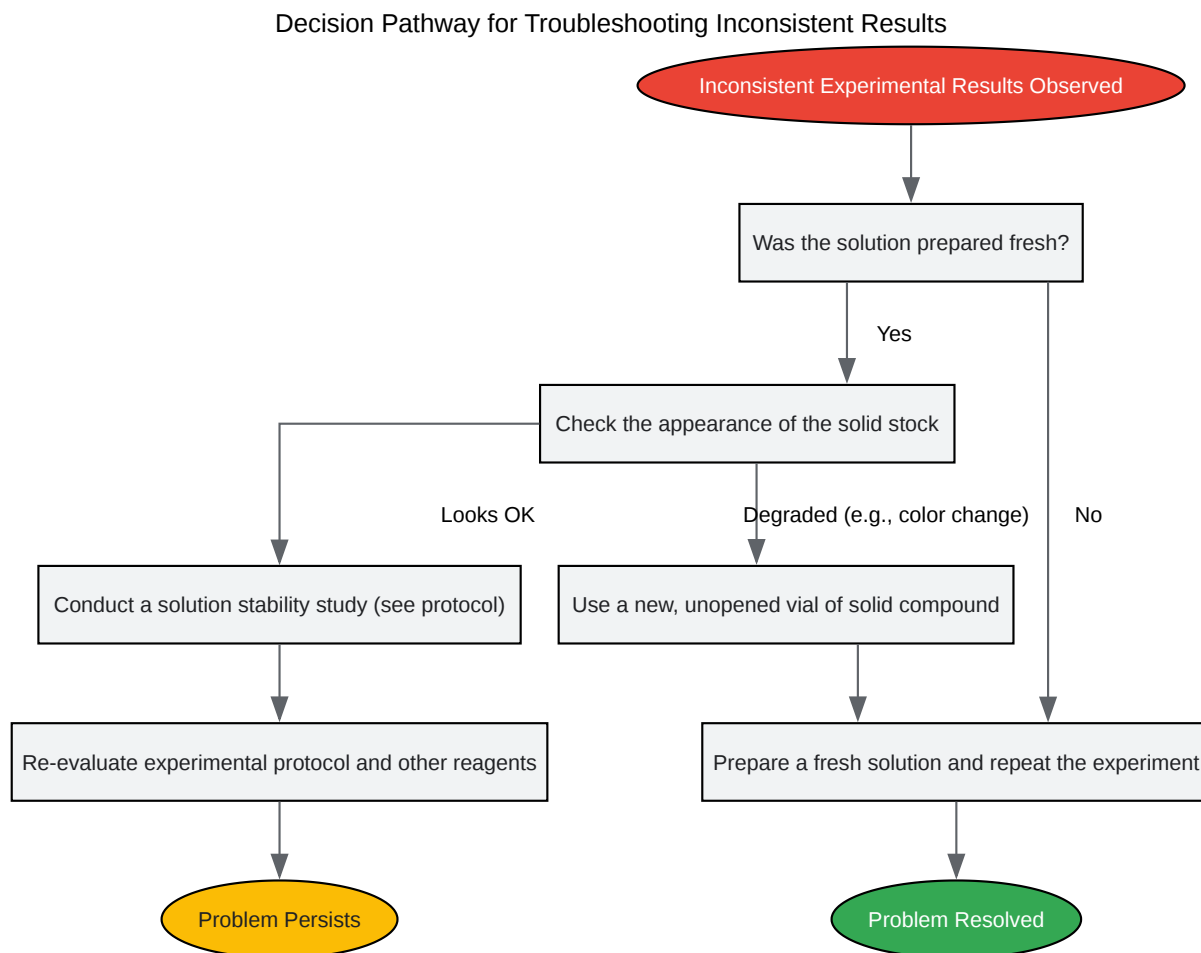 Decision Pathway for Troubleshooting Inconsistent Results
Inconsistent Experimental Results Observed
Was the solution prepared fresh?
Yes
Check the appearance of the solid stock
Looks OK
Degraded (e.g., color change)
No
Conduct a solution stability study (see protocol)
Use a new, unopened vial of solid compound
Re-evaluate experimental protocol and other reagents
Prepare a fresh solution and repeat the experiment
Problem Persists
Problem Resolved